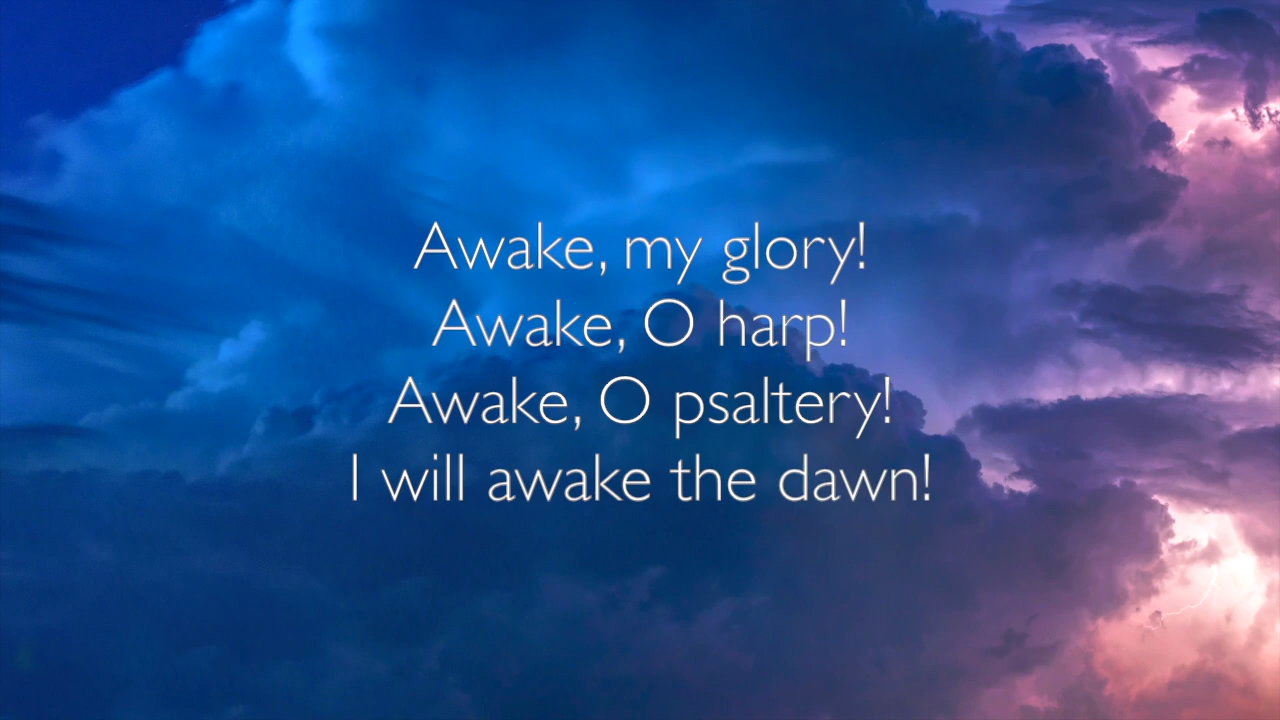 Awake, my glory!
Awake, O harp!
Awake, O psaltery!
I will awake the dawn!